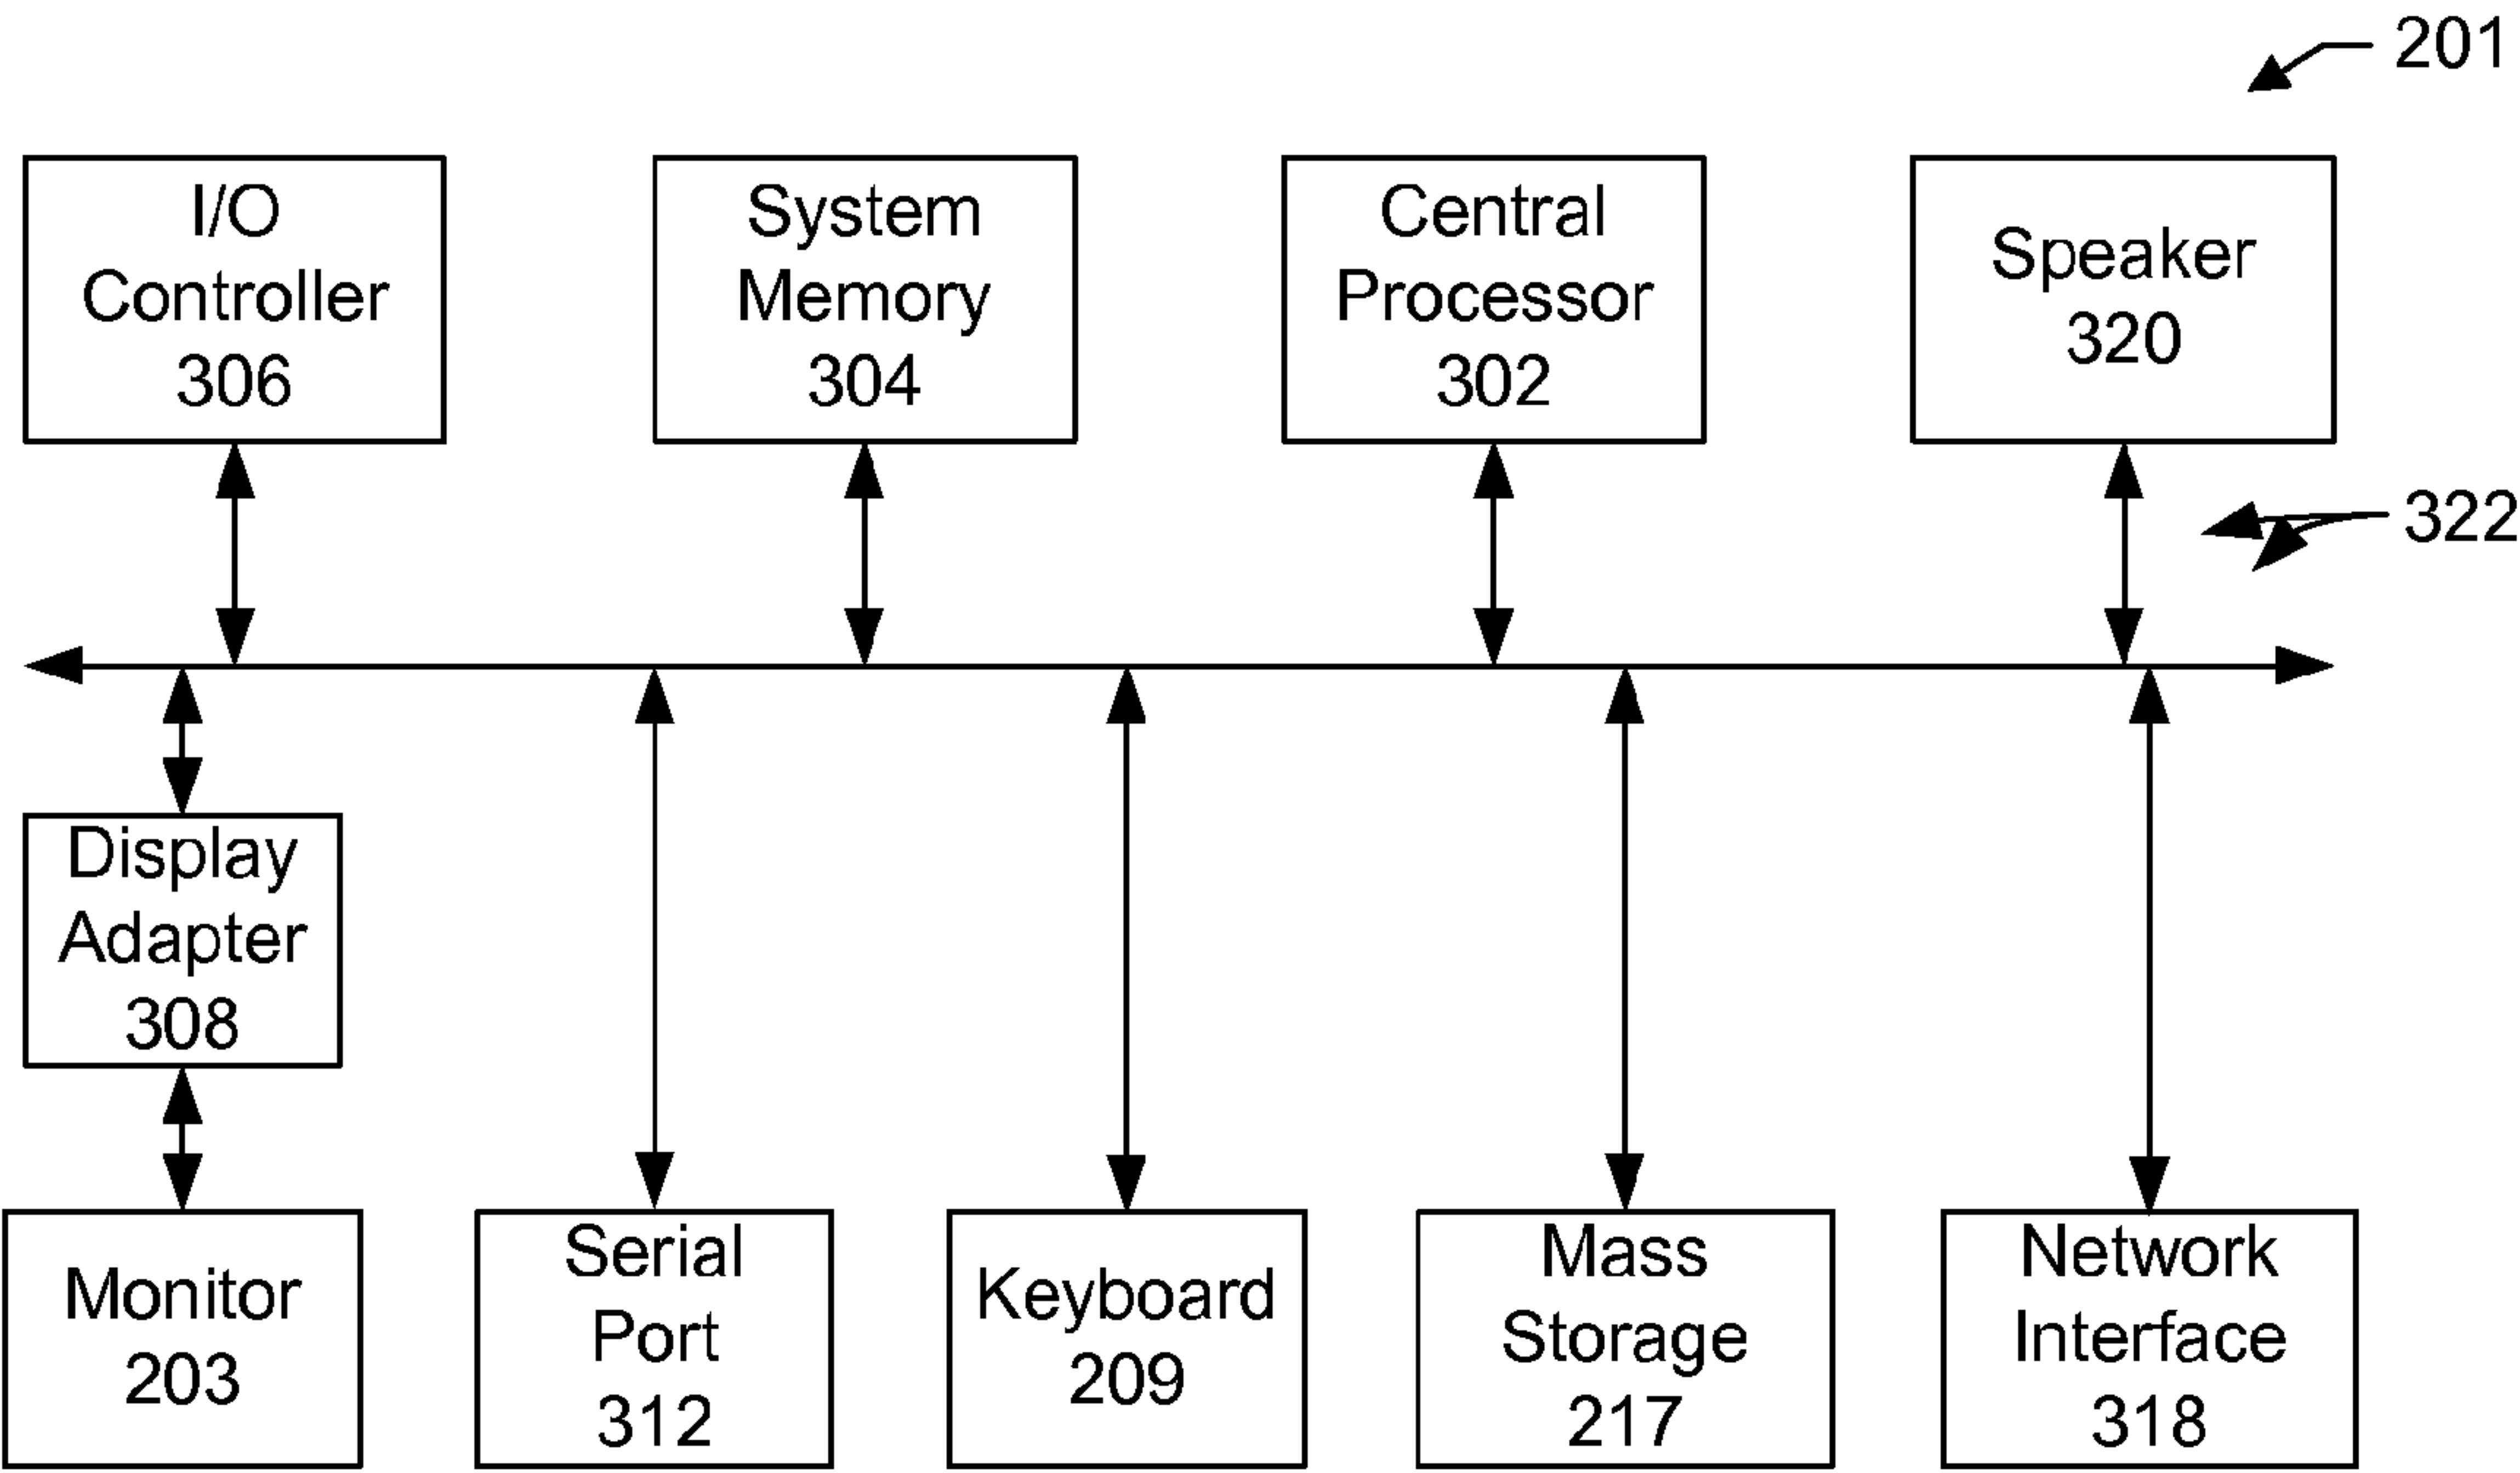 201
I/O
Controller
306
System
Memory
304
Central
Processor
302
Speaker
320
322
Display
Adapter
308
Monitor
203
Serial
Port
312
Keyboard
209
Mass
Storage
217
Network
Interface
318